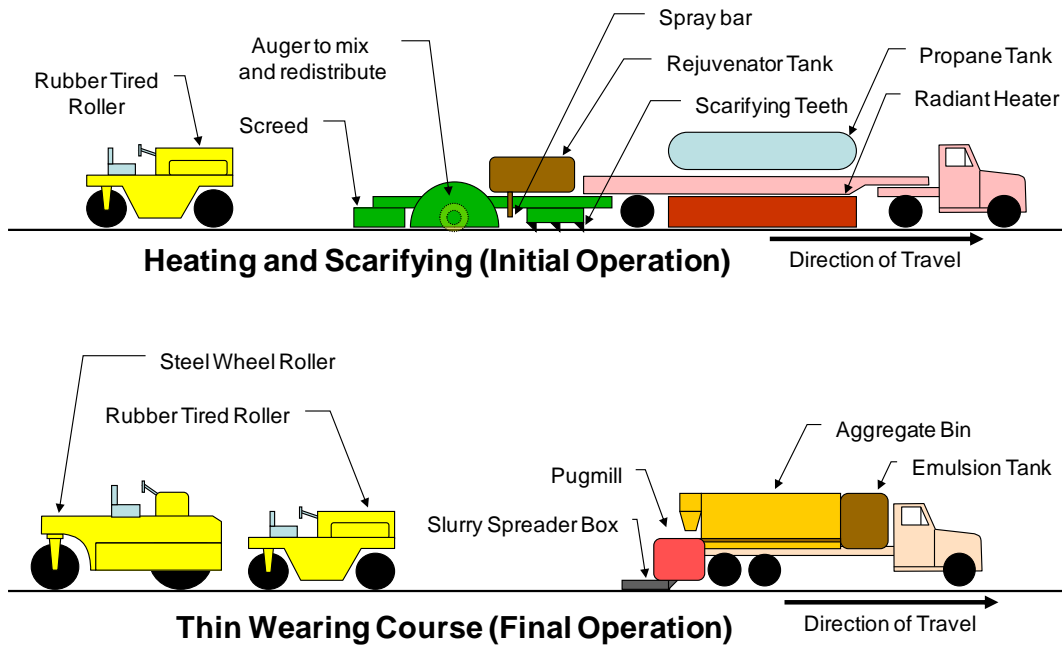 Spray bar
Auger to mix
and redistribute
Propane Tank
Rejuvenator Tank
Rubber Tired
Roller
Radiant Heater
Scarifying Teeth
Screed
Heating and Scarifying (Initial Operation)
Direction of Travel
Steel Wheel Roller
Rubber Tired Roller
Aggregate Bin
Emulsion Tank
Pugmill
Slurry Spreader Box
Thin Wearing Course (Final Operation)
Direction of Travel